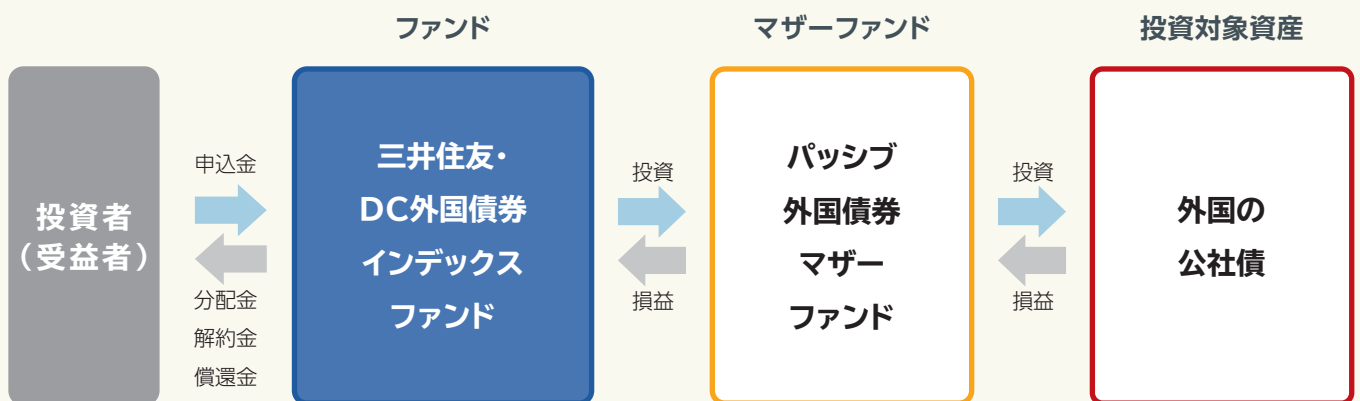 ファンド
マザーファンド
投資対象資産
投資者
（受益者）
申込金
分配金
解約金
償還金
三井住友・
DC外国債券
インデックス
ファンド
投資
損益
パッシブ
外国債券
マザー
ファンド
投資
損益
外国の
公社債